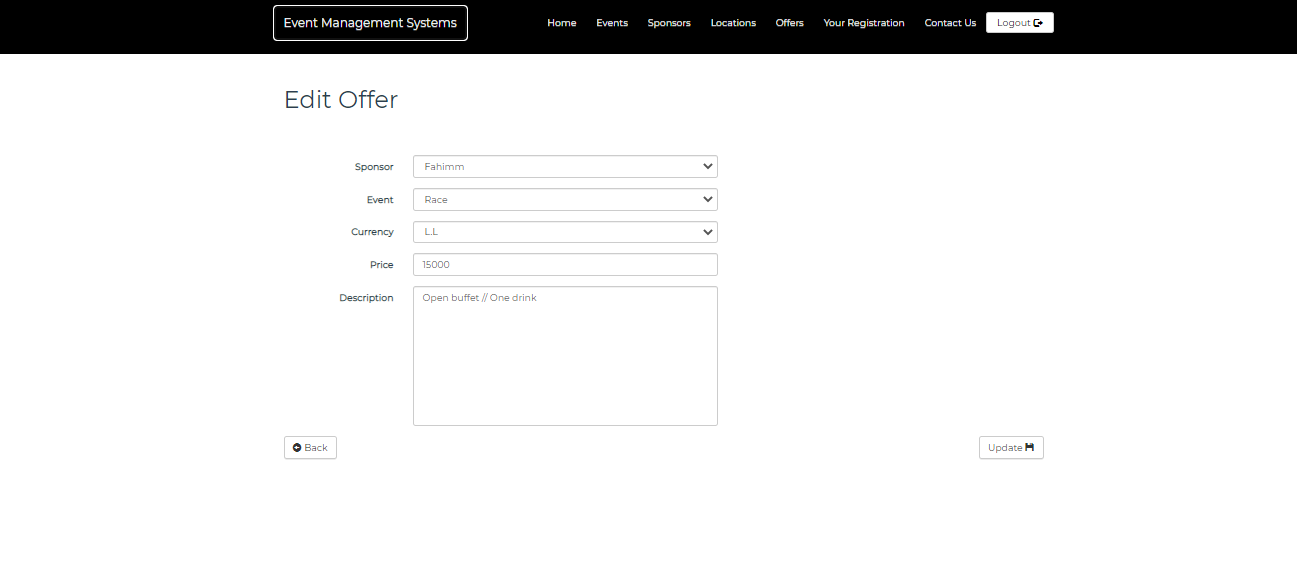 Event Management Systems Home Events Sponsors Locations Offers Your Registration Contact Us Logout
Edit Offer
Sponsor Fahimm
Event Race
Currency L.L
Price 15000
Description Open buffet // One drink
Back Update